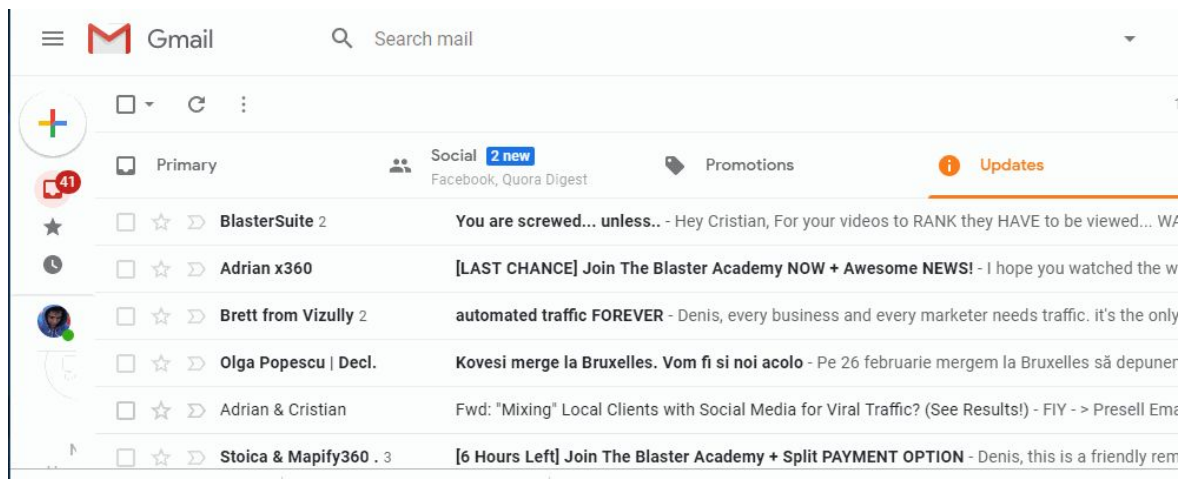 Gmail Search mail
Primary Social 2 new Promotions Updates
Facebook, Quora Digest
41
BlasterSuite 2 You are screwed... unless.. - Hey Cristian, For your videos to RANK they HAVE to be viewed... WA
Adrian x360 [LAST CHANCE] Join The Blaster Academy NOW + Awesome NEWS! - I hope you watched the w
Brett from Vizully 2 automated traffic FOREVER - Denis, every business and every marketer needs traffic. it's the only
Olga Popescu | Decl. Kovesi merge la Bruxelles. Vom fi si noi acolo - Pe 26 februarie mergem la Bruxelles să depuner
Adrian & Cristian Fwd: "Mixing" Local Clients with Social Media for Viral Traffic? (See Results!) - FIY - > Presell Ema
Stoica & Mapify360 . 3 [6 Hours Left] Join The Blaster Academy + Split PAYMENT OPTION - Denis, this is a friendly rem